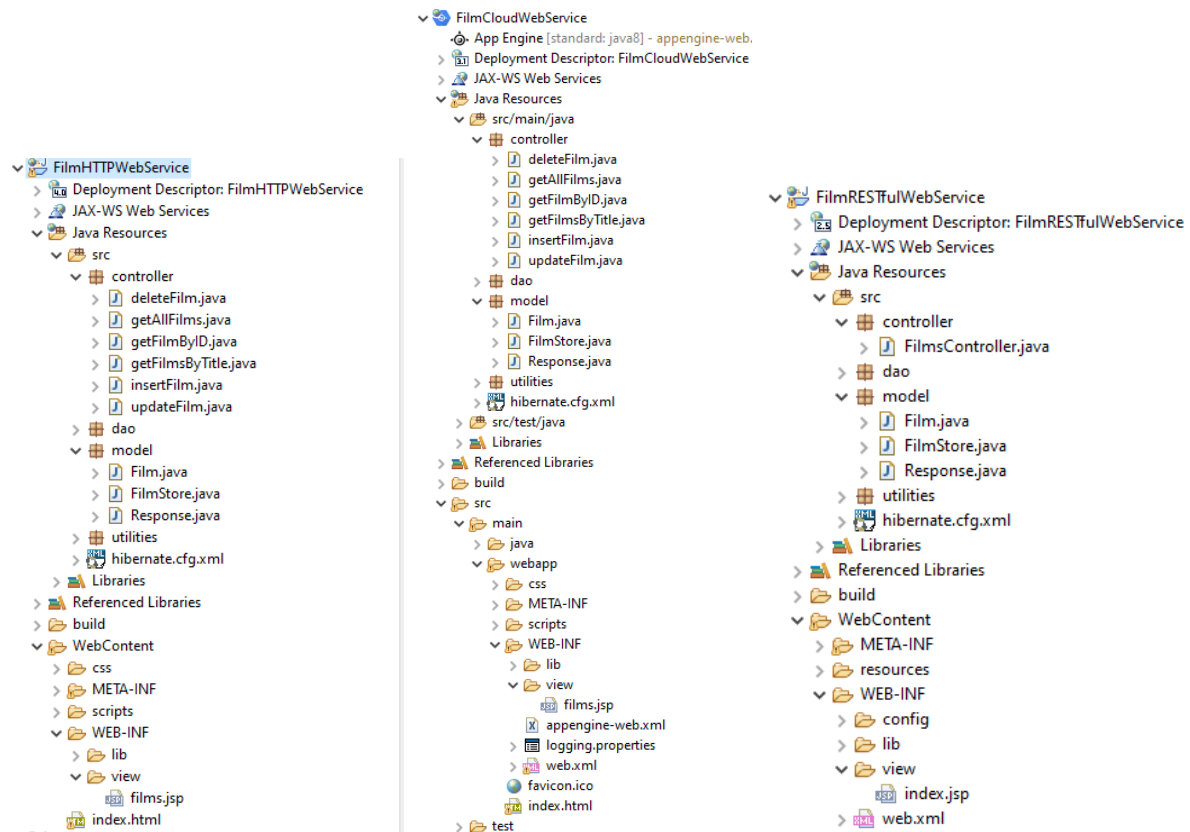 FilmHTTPWebService
Deployment Descriptor: FilmHTTPWebService
JAX-WS Web Services
Java Resources
src
controller
deleteFilm.java
getAllFilms.java
getFilmByID.java
getFilmsByTitle.java
insertFilm.java
updateFilm.java
dao
model
Film.java
FilmStore.java
Response.java
utilities
hibernate.cfg.xml
Libraries
Referenced Libraries
build
WebContent
css
META-INF
scripts
WEB-INF
lib
view
films.jsp
index.html
FilmCloudWebService
App Engine [standard: java8] - appengine-web.
Deployment Descriptor: FilmCloudWebService
JAX-WS Web Services
Java Resources
src/main/java
controller
deleteFilm.java
getAllFilms.java
getFilmByID.java
getFilmsByTitle.java
insertFilm.java
updateFilm.java
dao
model
Film.java
FilmStore.java
Response.java
utilities
hibernate.cfg.xml
src/test/java
Libraries
Referenced Libraries
build
src
main
java
webapp
css
META-INF
scripts
WEB-INF
lib
view
films.jsp
appengine-web.xml
logging.properties
web.xml
favicon.ico
index.html
test
FilmRESTfulWebService
Deployment Descriptor: FilmRESTfulWebService
JAX-WS Web Services
Java Resources
src
controller
FilmsController.java
dao
model
Film.java
FilmStore.java
Response.java
utilities
hibernate.cfg.xml
Libraries
Referenced Libraries
build
WebContent
META-INF
resources
WEB-INF
config
lib
view
index.jsp
web.xml